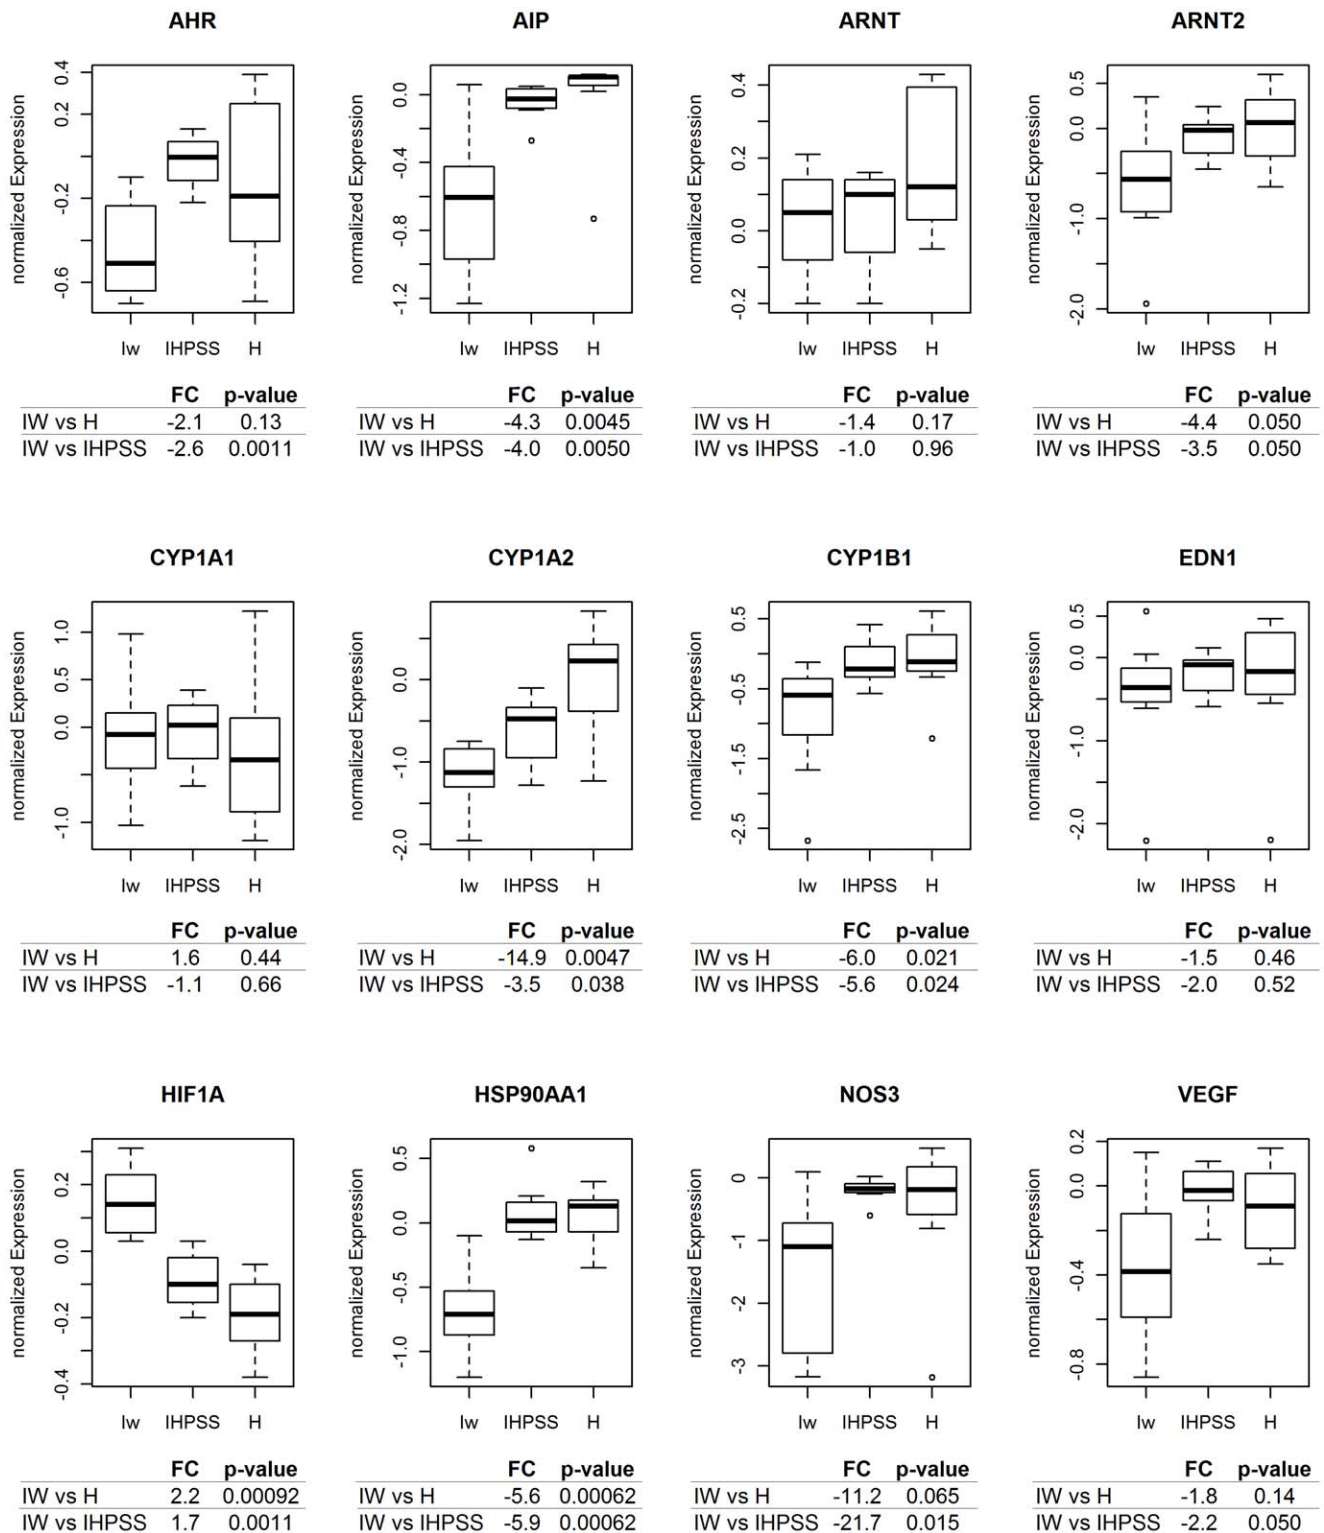 AHR AIP ARNT ARNT2
normalized Expression normalized Expression normalized Expression normalized Expression
0.4 0.2 -0.2 -0.6
0.0 -0.4 -0.8 -1.2
0.4 0.2 0.0 -0.2
0.5 0.0 -1.0 -2.0
Iw IHPSS H Iw IHPSS H Iw IHPSS H Iw IHPSS H
FC p-value FC p-value FC p-value FC p-value
IW vs H -2.1 0.13 IW vs H -4.3 0.0045 IW vs H -1.4 0.17 IW vs H -4.4 0.050
IW vs IHPSS -2.6 0.0011 IW vs IHPSS -4.0 0.0050 IW vs IHPSS -1.0 0.96 IW vs IHPSS -3.5 0.050
CYP1A1 CYP1A2 CYP1B1 EDN1
normalized Expression normalized Expression normalized Expression normalized Expression
1.0 0.5 0.0 -1.0
0.0 -1.0 -2.0
0.5 -0.5 -1.5 -2.5
0.5 0.0 -1.0 -2.0
Iw IHPSS H Iw IHPSS H Iw IHPSS H Iw IHPSS H
FC p-value FC p-value FC p-value FC p-value
IW vs H 1.6 0.44 IW vs H -14.9 0.0047 IW vs H -6.0 0.021 IW vs H -1.5 0.46
IW vs IHPSS -1.1 0.66 IW vs IHPSS -3.5 0.038 IW vs IHPSS -5.6 0.024 IW vs IHPSS -2.0 0.52
HIF1A HSP90AA1 NOS3 VEGF
normalized Expression normalized Expression normalized Expression normalized Expression
0.2 0.0 -0.2 -0.4
0.5 0.0 -0.5 -1.0
0 -1 -2 -3
0.2 0.0 -0.4 -0.8
Iw IHPSS H Iw IHPSS H Iw IHPSS H Iw IHPSS H
FC p-value FC p-value FC p-value FC p-value
IW vs H 2.2 0.00092 IW vs H -5.6 0.00062 IW vs H -11.2 0.065 IW vs H -1.8 0.14
IW vs IHPSS 1.7 0.0011 IW vs IHPSS -5.9 0.00062 IW vs IHPSS -21.7 0.015 IW vs IHPSS -2.2 0.050